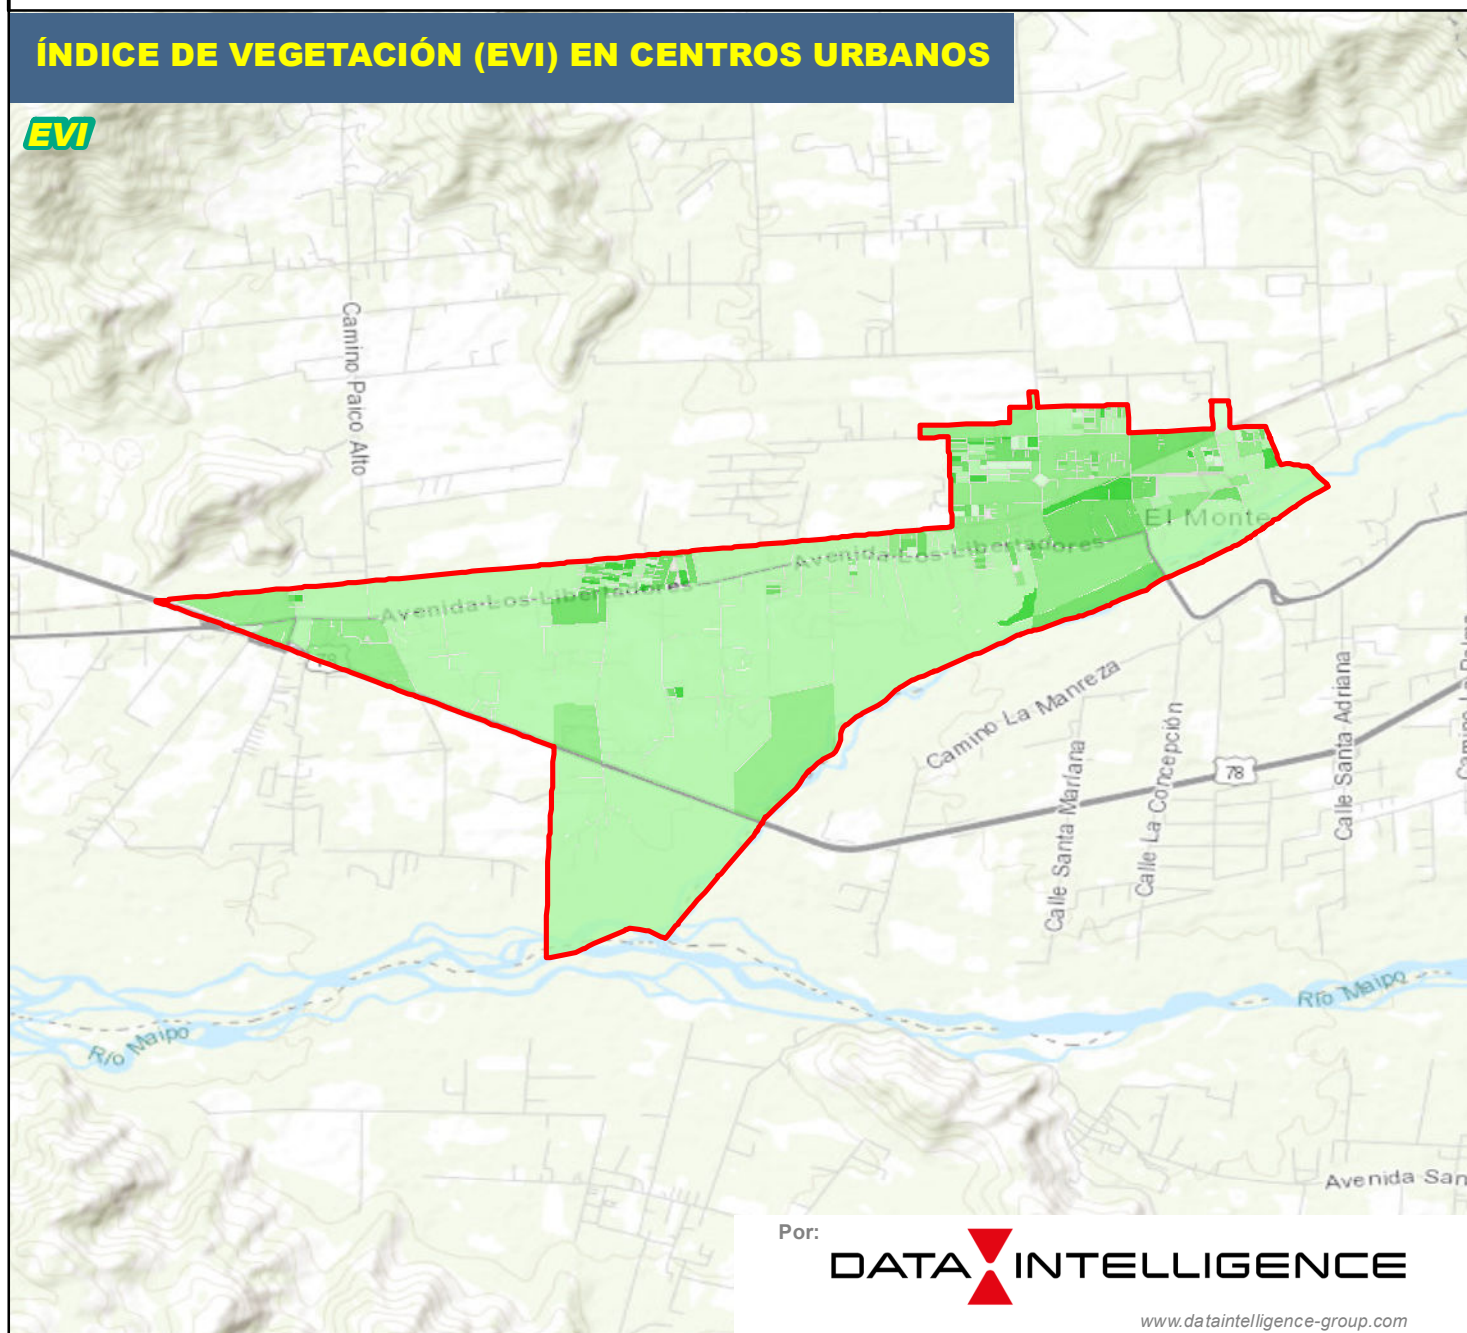 ÍNDICE DE VEGETACIÓN (EVI) EN CENTROS URBANOS
EVI
Camino Paico Alto
El Monte
Avenida Los Libertadores
Avenida Los Libertadores
78
Camino La Manreza
Calle Santa Mariana
Calle La Concepción
78
Calle Santa Adriana
Río Maipo
Río Maipo
Avenida San
Por:
DATA INTELLIGENCE
www.dataintelligence-group.com